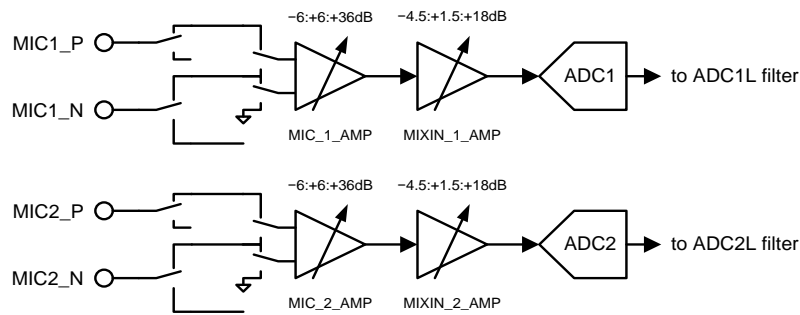 −6:+6:+36dB −4.5:+1.5:+18dB
MIC1_P
ADC1 to ADC1L filter
MIC1_N
MIC_1_AMP MIXIN_1_AMP
−6:+6:+36dB −4.5:+1.5:+18dB
MIC2_P
ADC2 to ADC2L filter
MIC2_N
MIC_2_AMP MIXIN_2_AMP